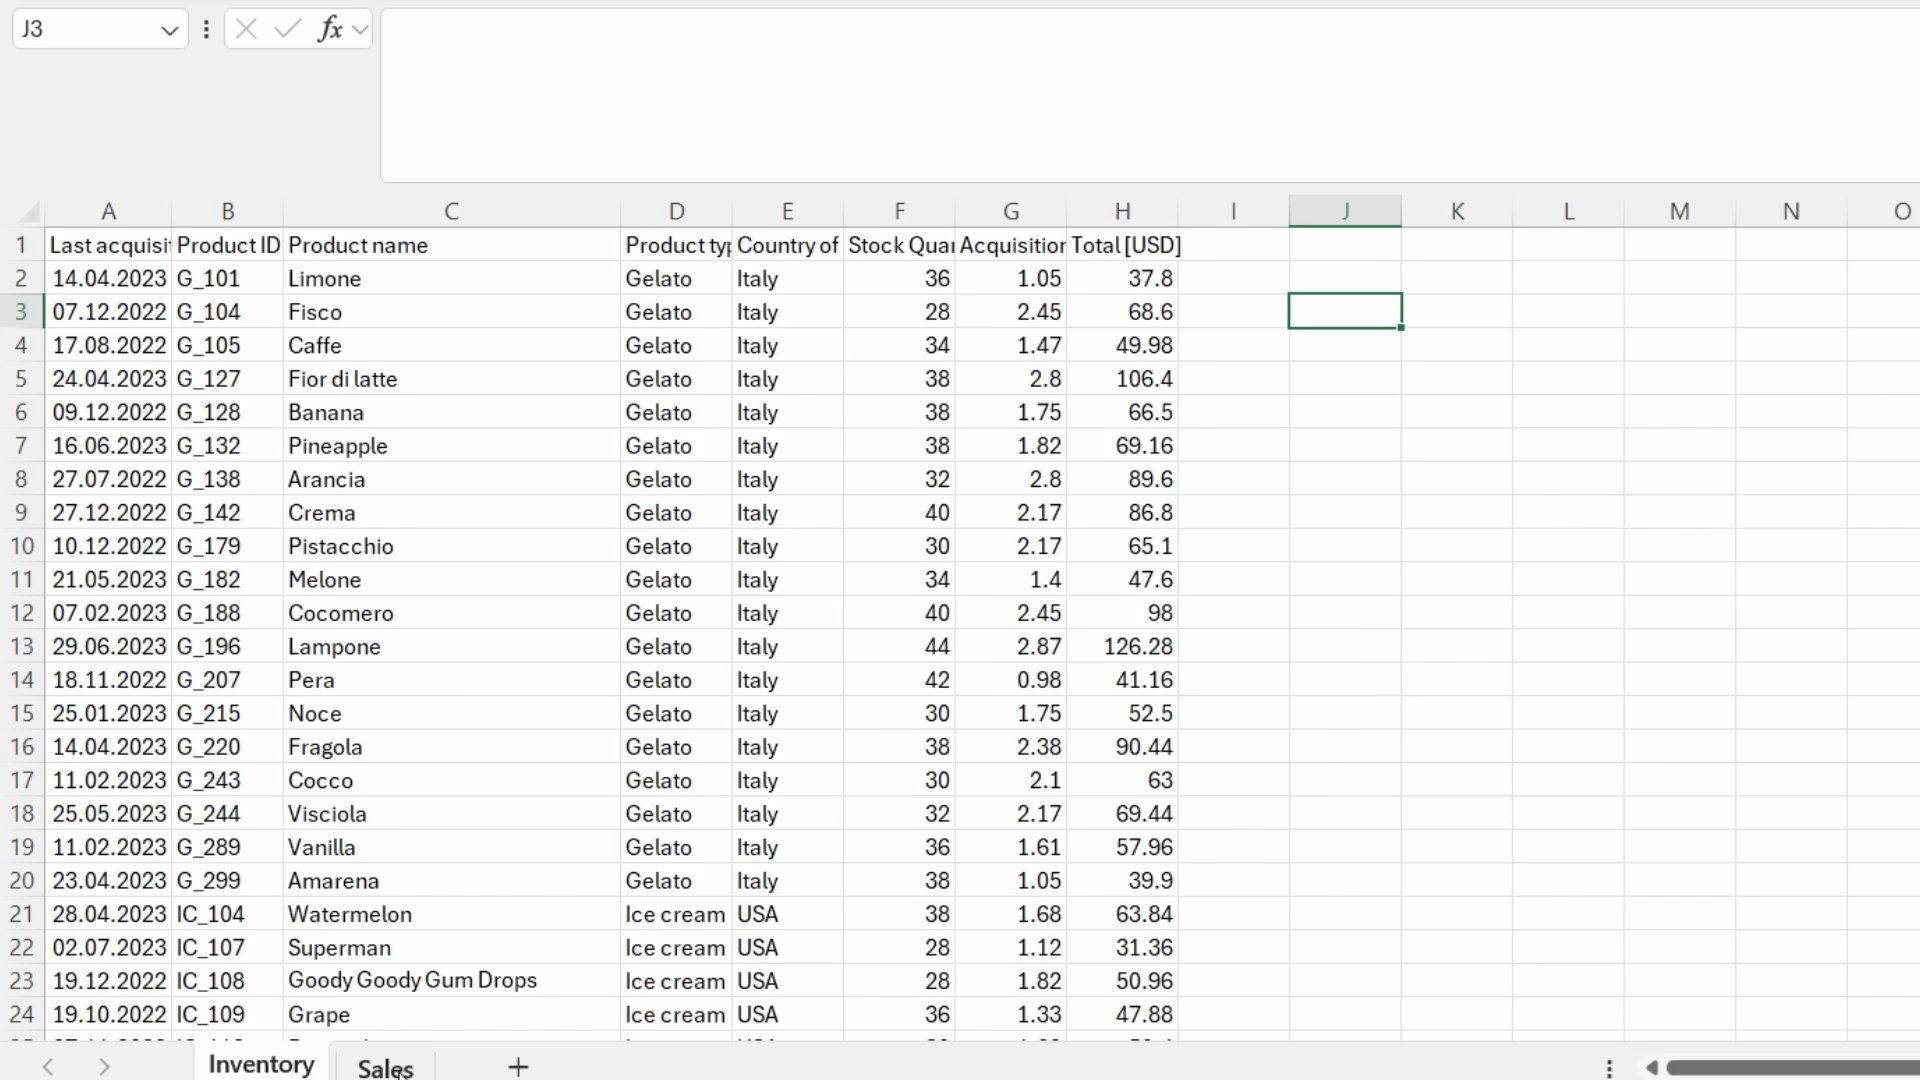 J3
fx
A B C D E F G H I J K L M N O
1 Last acquisi Product ID Product name Product typ Country of Stock Quan Acquisition Total [USD]
2 14.04.2023 G_101 Limone Gelato Italy 36 1.05 37.8
3 07.12.2022 G_104 Fisco Gelato Italy 28 2.45 68.6
4 17.08.2022 G_105 Caffe Gelato Italy 34 1.47 49.98
5 24.04.2023 G_127 Fior di latte Gelato Italy 38 2.8 106.4
6 09.12.2022 G_128 Banana Gelato Italy 38 1.75 66.5
7 16.06.2023 G_132 Pineapple Gelato Italy 38 1.82 69.16
8 27.07.2022 G_138 Arancia Gelato Italy 32 2.8 89.6
9 27.12.2022 G_142 Crema Gelato Italy 40 2.17 86.8
10 10.12.2022 G_179 Pistacchio Gelato Italy 30 2.17 65.1
11 21.05.2023 G_182 Melone Gelato Italy 34 1.4 47.6
12 07.02.2023 G_188 Cocomero Gelato Italy 40 2.45 98
13 29.06.2023 G_196 Lampone Gelato Italy 44 2.87 126.28
14 18.11.2022 G_207 Pera Gelato Italy 42 0.98 41.16
15 25.01.2023 G_215 Noce Gelato Italy 30 1.75 52.5
16 14.04.2023 G_220 Fragola Gelato Italy 38 2.38 90.44
17 11.02.2023 G_243 Cocco Gelato Italy 30 2.1 63
18 25.05.2023 G_244 Visciola Gelato Italy 32 2.17 69.44
19 11.02.2023 G_289 Vanilla Gelato Italy 36 1.61 57.96
20 23.04.2023 G_299 Amarena Gelato Italy 38 1.05 39.9
21 28.04.2023 IC_104 Watermelon Ice cream USA 38 1.68 63.84
22 02.07.2023 IC_107 Superman Ice cream USA 28 1.12 31.36
23 19.12.2022 IC_108 Goody Goody Gum Drops Ice cream USA 28 1.82 50.96
24 19.10.2022 IC_109 Grape Ice cream USA 36 1.33 47.88
Inventory Sales +